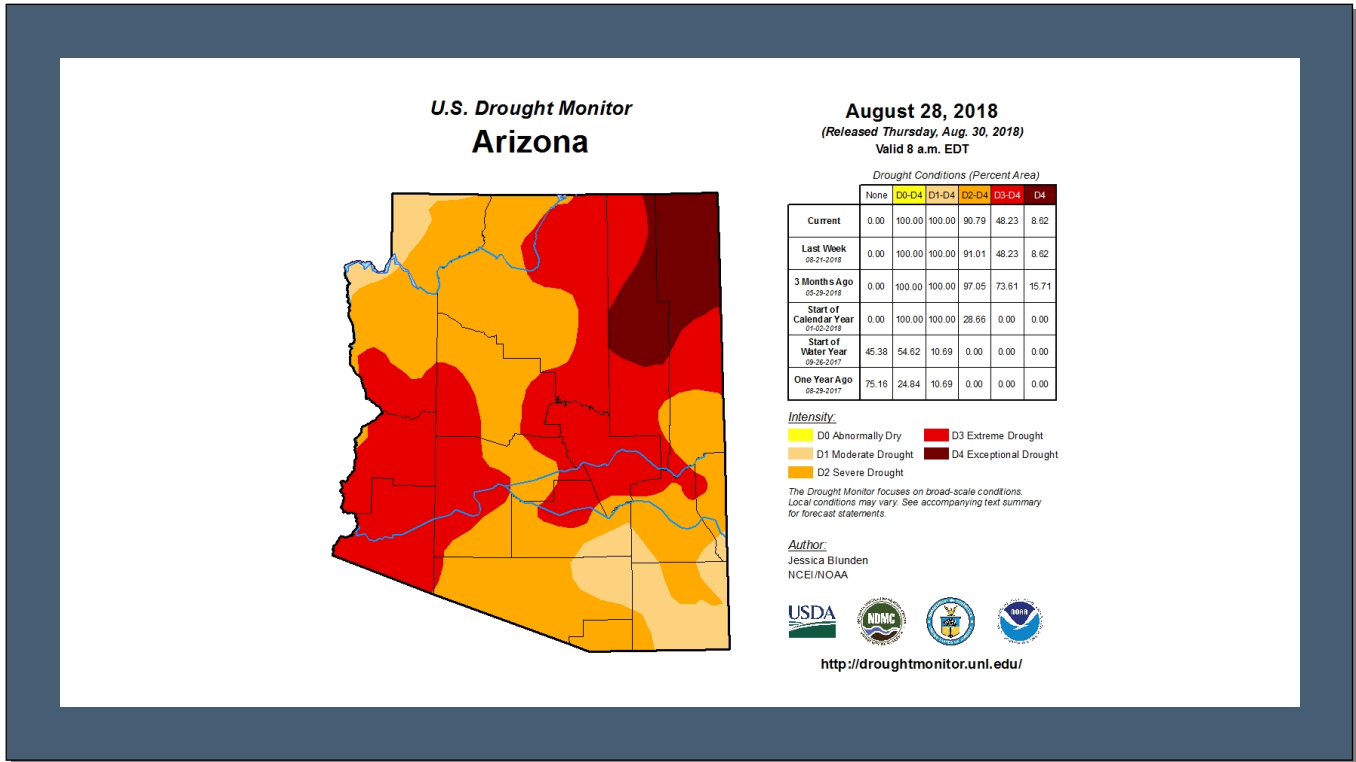 U.S. Drought Monitor
Arizona
August 28, 2018
(Released Thursday, Aug. 30, 2018)
Valid 8 a.m. EDT
Drought Conditions (Percent Area)
None D0-D4 D1-D4 D2-D4 D3-D4 D4
Current 0.00 100.00 100.00 90.79 48.23 8.62
Last Week
08-21-2018
0.00 100.00 100.00 91.01 48.23 8.62
3 Months Ago
05-29-2018
0.00 100.00 100.00 97.05 73.61 15.71
Start of
Calendar Year
01-02-2018
0.00 100.00 100.00 28.66 0.00 0.00
Start of
Water Year
09-26-2017
45.38 54.62 10.69 0.00 0.00 0.00
One Year Ago
08-29-2017
75.16 24.84 10.69 0.00 0.00 0.00
Intensity:
D0 Abnormally Dry
D1 Moderate Drought
D2 Severe Drought
D3 Extreme Drought
D4 Exceptional Drought
The Drought Monitor focuses on broad-scale conditions.
Local conditions may vary. See accompanying text summary
for forecast statements.
Author:
Jessica Blunden
NCEI/NOAA
USDA
NDMC
NOAA
http://droughtmonitor.unl.edu/